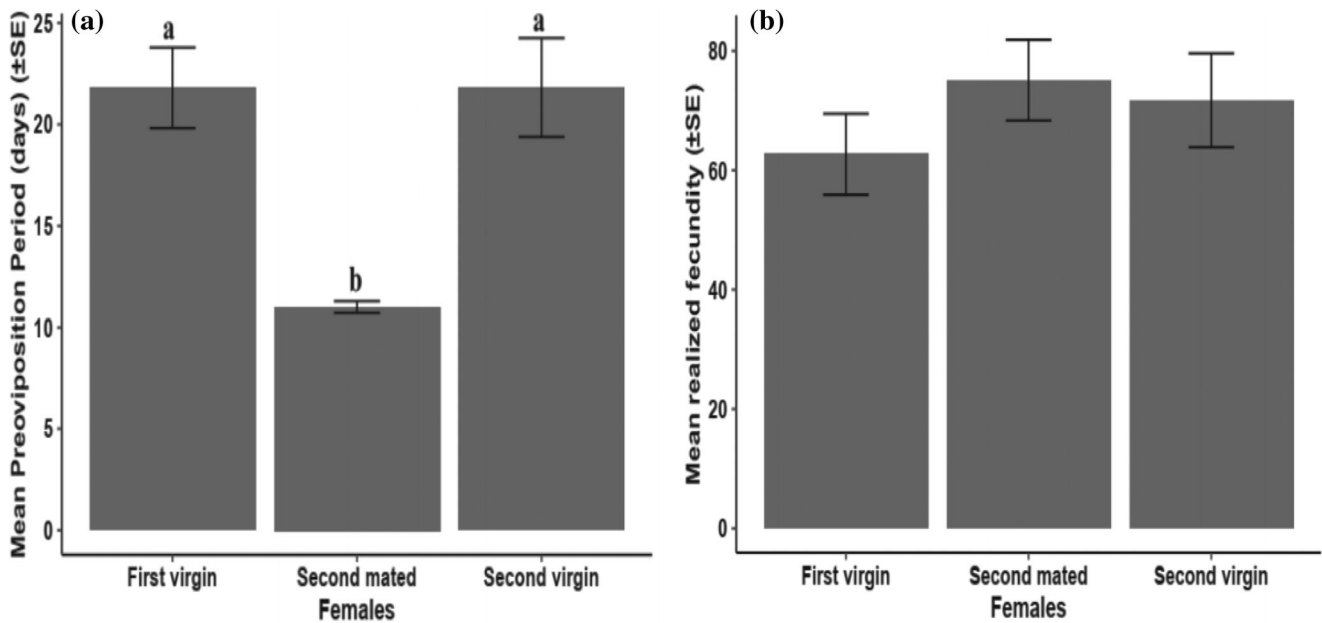 (a)
Mean Preoviposition Period (days) (±SE)
25
20
15
10
5
0
a
b
a
First virgin
Second mated
Second virgin
Females
(b)
Mean realized fecundity (±SE)
80
60
40
20
0
First virgin
Second mated
Second virgin
Females